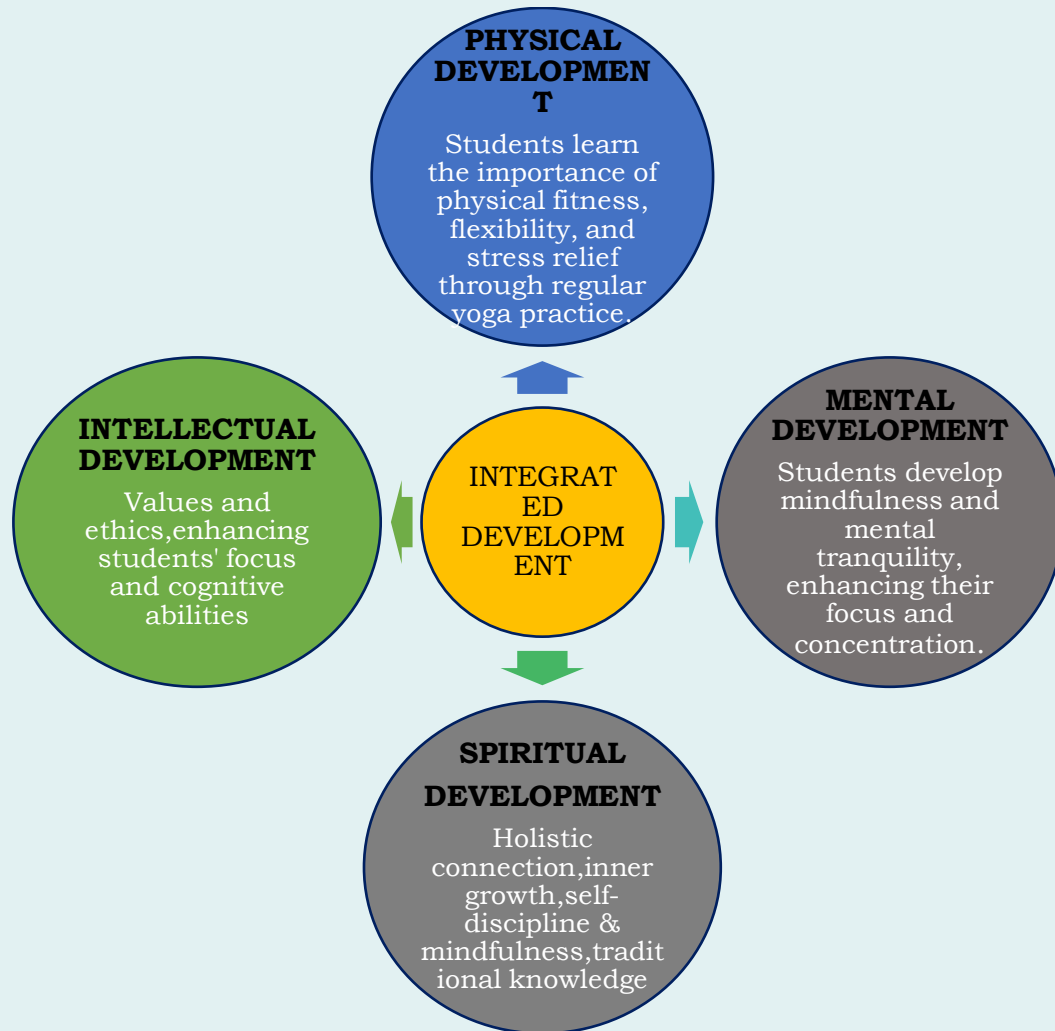 PHYSICAL
DEVELOPMEN
T
Students learn
the importance of
physical fitness,
flexibility, and
stress relief
through regular
yoga practice.
INTELLECTUAL
DEVELOPMENT
Values and
ethics,enhancing
students' focus
and cognitive
abilities
INTEGRAT
ED
DEVELOPM
ENT
MENTAL
DEVELOPMENT
Students develop
mindfulness and
mental
tranquility,
enhancing their
focus and
concentration.
SPIRITUAL
DEVELOPMENT
Holistic
connection,inner
growth,self-
discipline &
mindfulness,tradit
ional knowledge